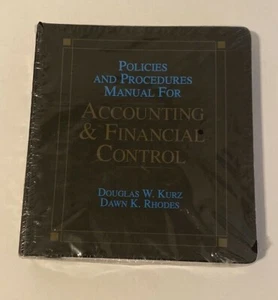 POLICIES
AND PROCEDURES
MANUAL FOR
ACCOUNTING
& FINANCIAL
CONTROL
DOUGLAS W. KURZ
DAWN K. RHODES